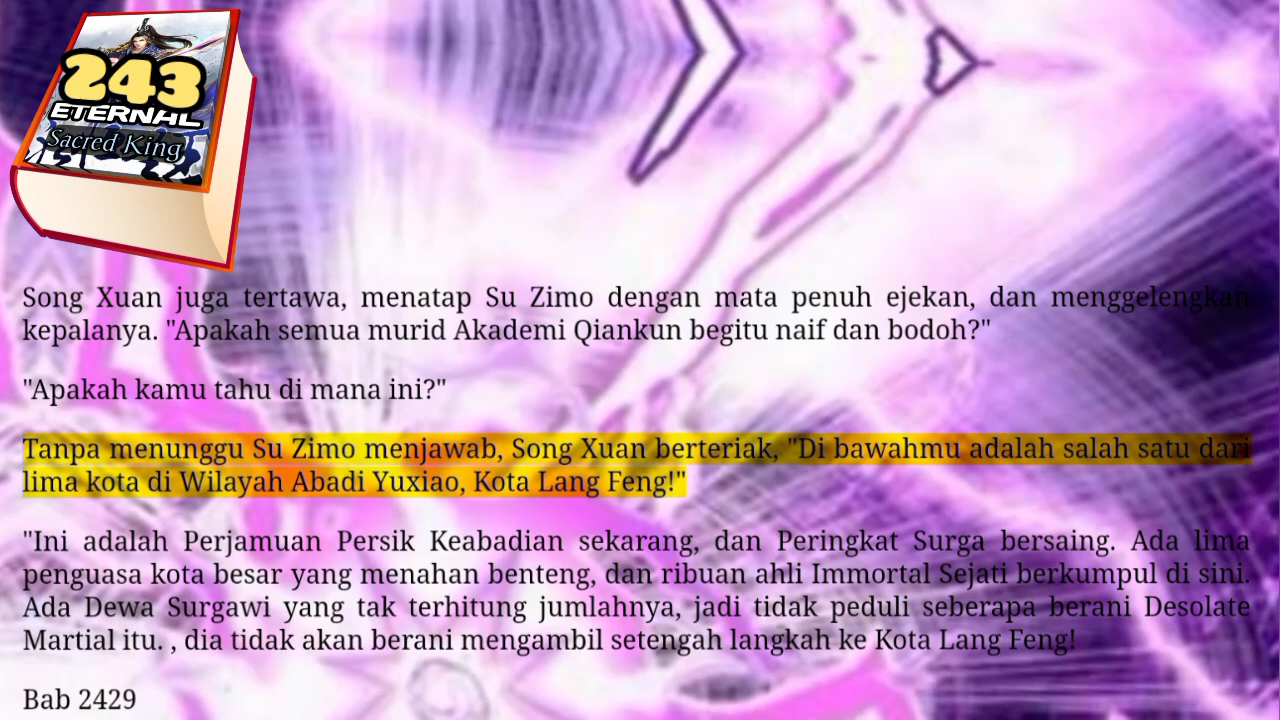 243
ETERNAL
Sacred King
Song Xuan juga tertawa, menatap Su Zimo dengan mata penuh ejekan, dan menggelengkan
kepalanya. "Apakah semua murid Akademi Qiankun begitu naif dan bodoh?"
"Apakah kamu tahu di mana ini?"
Tanpa menunggu Su Zimo menjawab, Song Xuan berteriak, "Di bawahmu adalah salah satu dari
lima kota di Wilayah Abadi Yuxiao, Kota Lang Feng!"
"Ini adalah Perjamuan Persik Keabadian sekarang, dan Peringkat Surga bersaing. Ada lima
penguasa kota besar yang menahan benteng, dan ribuan ahli Immortal Sejati berkumpul di sini.
Ada Dewa Surgawi yang tak terhitung jumlahnya, jadi tidak peduli seberapa berani Desolate
Martial itu. , dia tidak akan berani mengambil setengah langkah ke Kota Lang Feng!
Bab 2429